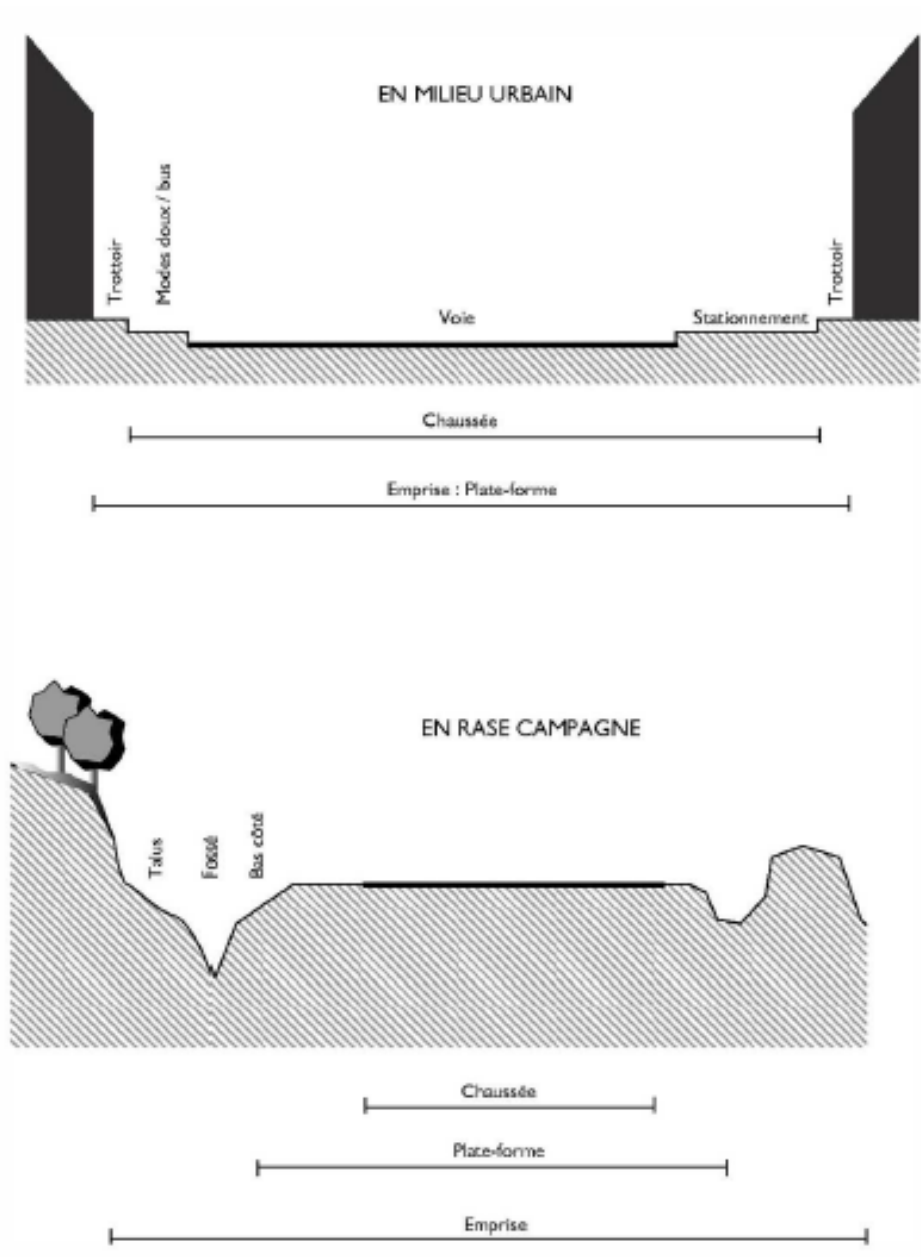 EN MILIEU URBAIN
Trottoir
Modes doux / bus
Voie
Stationnement
Trottoir
Chaussée
Emprise : Plate-forme
EN RASE CAMPAGNE
Talus
Fossé
Bas côté
Chaussée
Plate-forme
Emprise